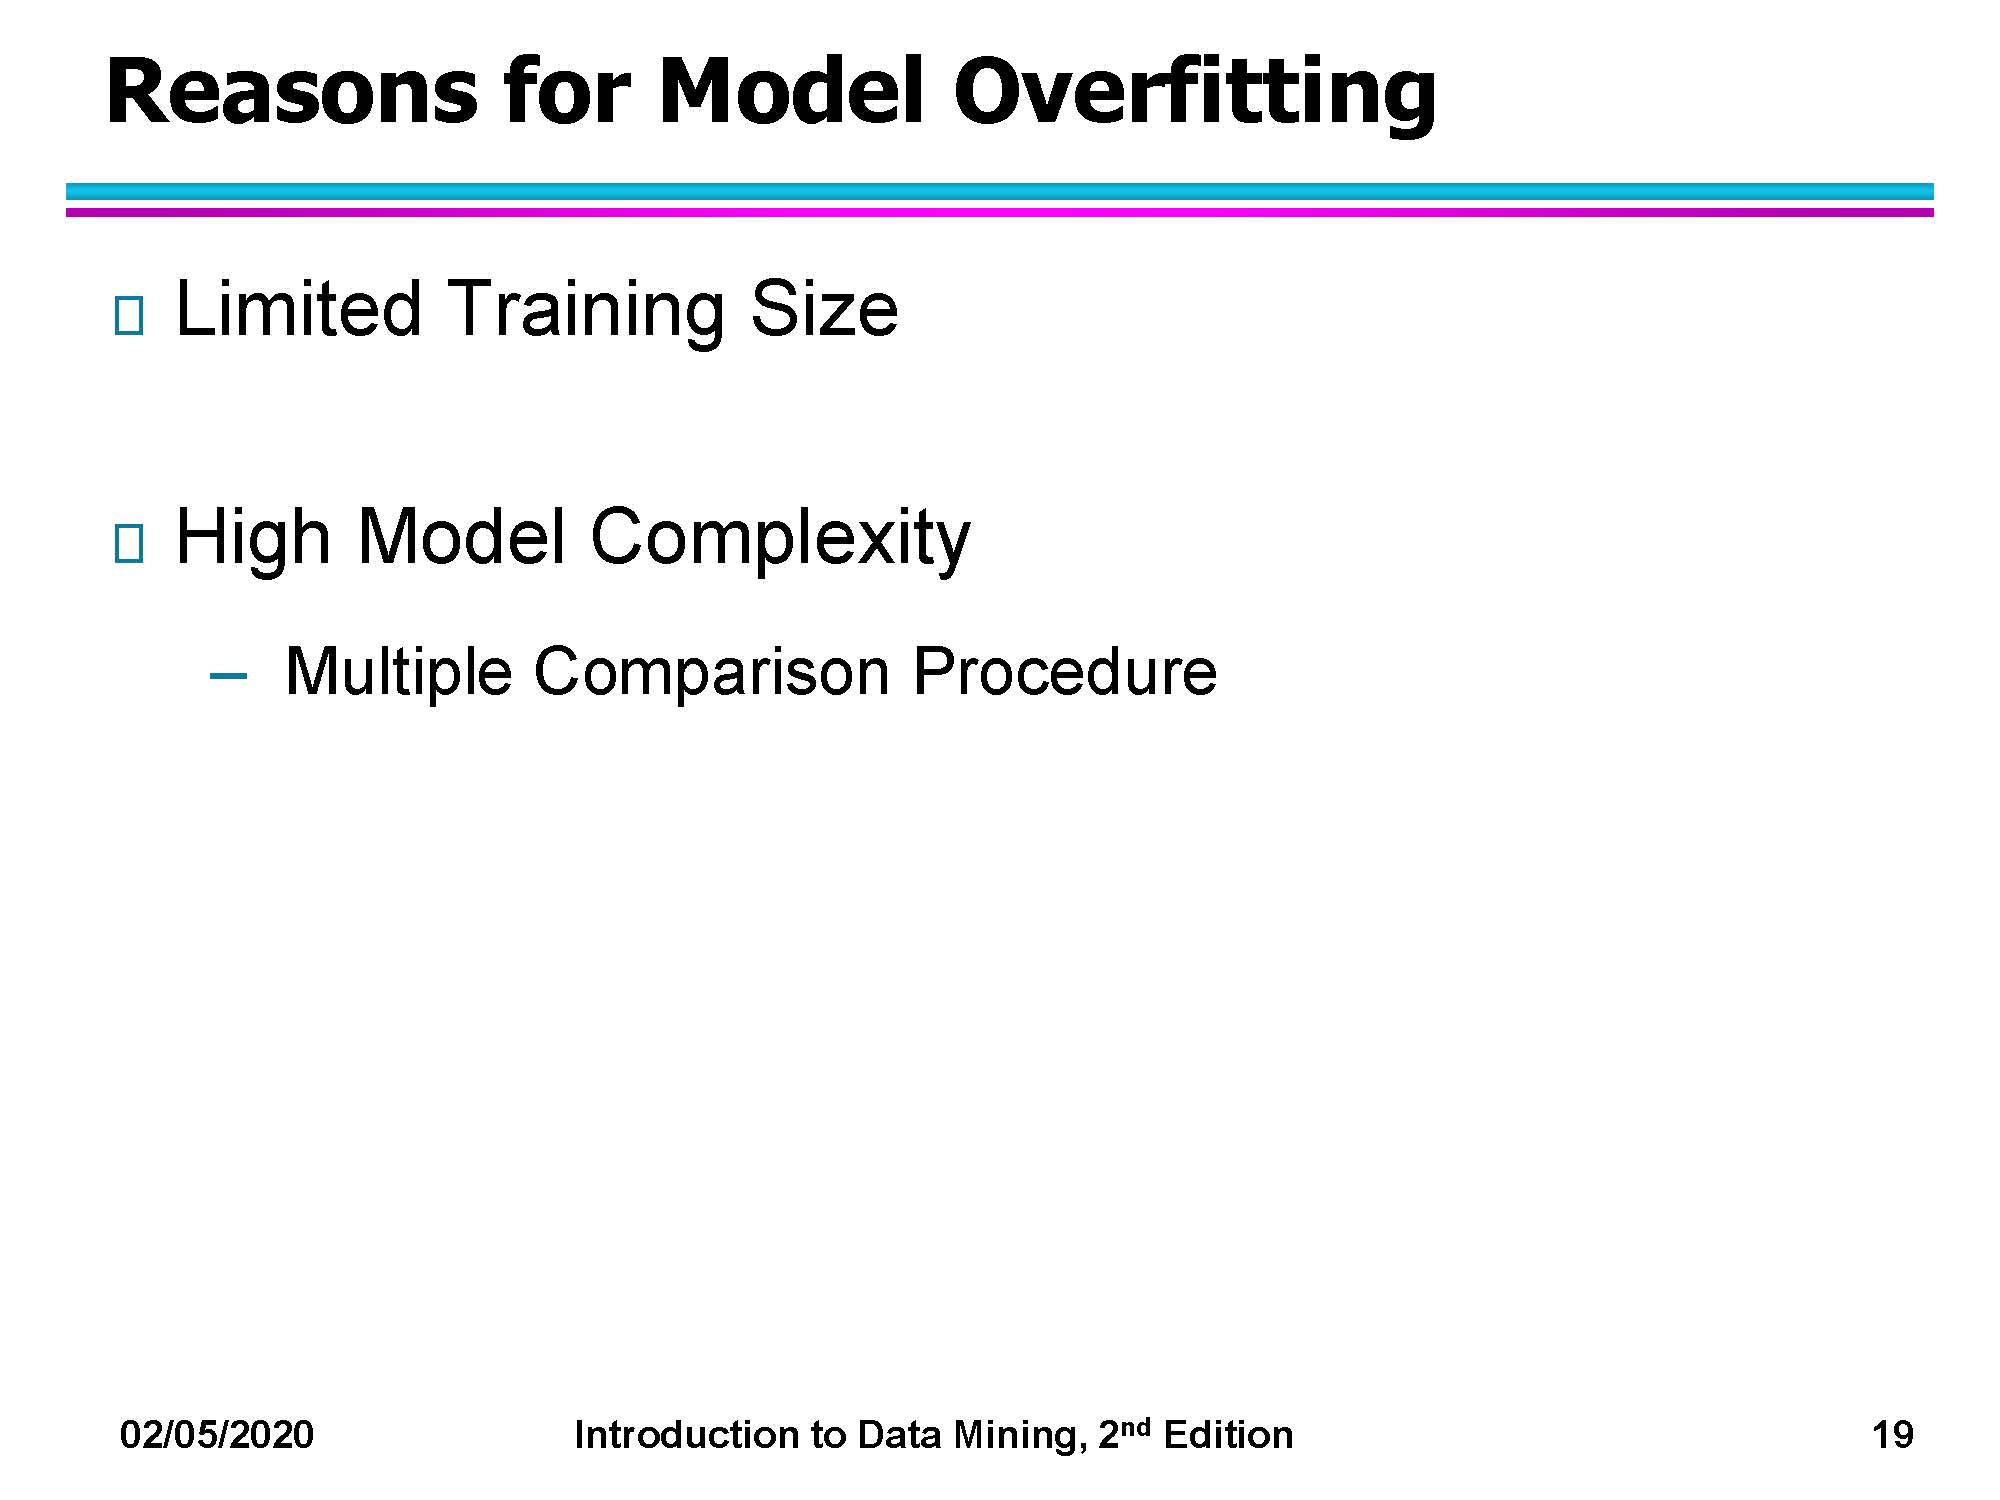 Reasons for Model Overfitting
Limited Training Size
High Model Complexity
– Multiple Comparison Procedure
02/05/2020
Introduction to Data Mining, 2nd Edition
19